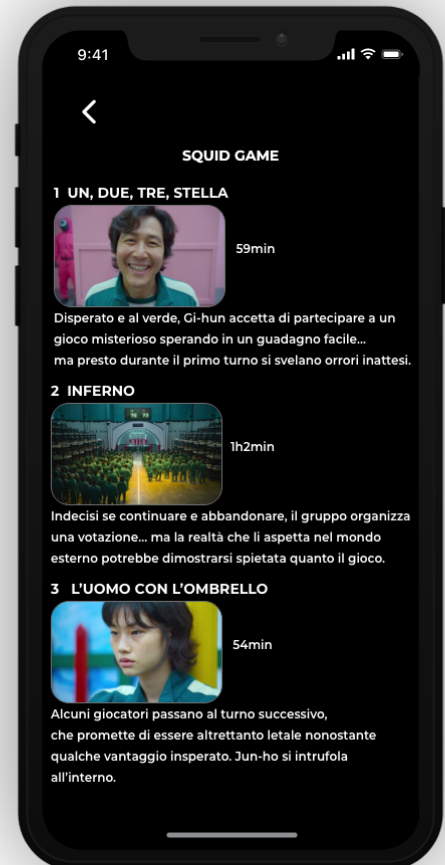 9:41
SQUID GAME
1 UN, DUE, TRE, STELLA
59min
Disperato e al verde, Gi-hun accetta di partecipare a un
gioco misterioso sperando in un guadagno facile...
ma presto durante il primo turno si svelano orrori inattesi.
2 INFERNO
1h2min
Indecisi se continuare e abbandonare, il gruppo organizza
una votazione... ma la realtà che li aspetta nel mondo
esterno potrebbe dimostrarsi spietata quanto il gioco.
3 L'UOMO CON L'OMBRELLO
54min
Alcuni giocatori passano al turno successivo,
che promette di essere altrettanto letale nonostante
qualche vantaggio insperato. Jun-ho si intrufola
all'interno.